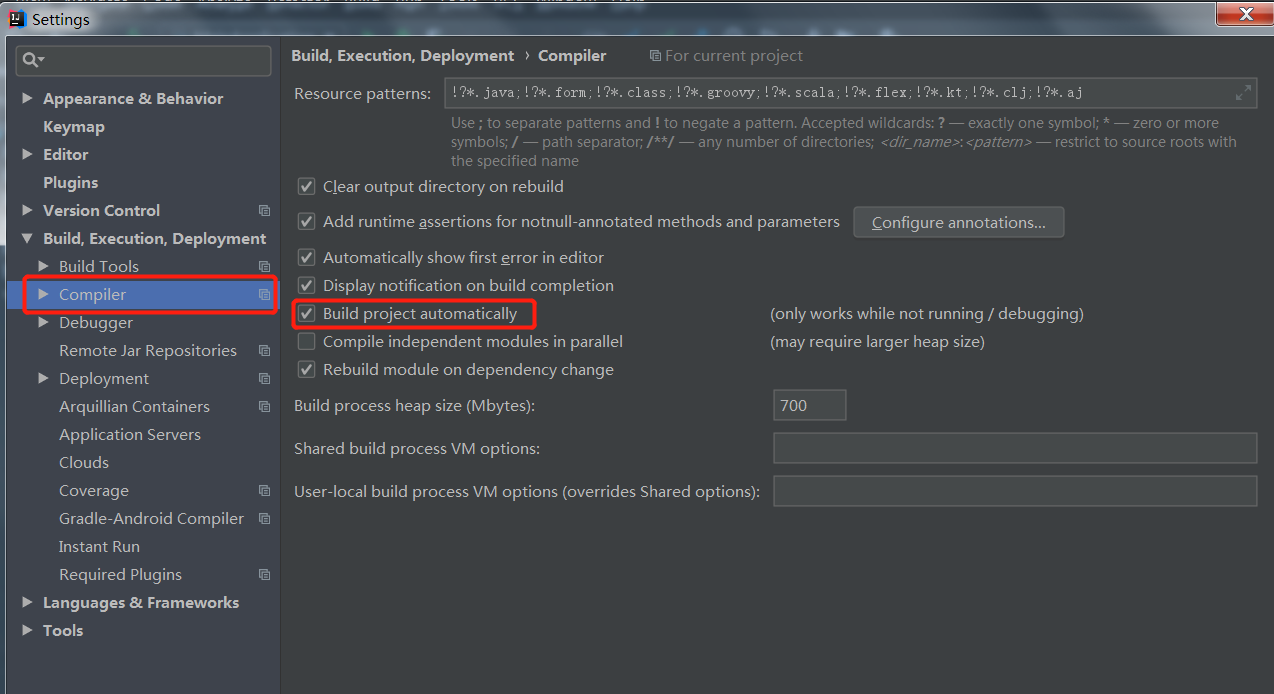 Settings
Build, Execution, Deployment › Compiler For current project
Appearance & Behavior
Keymap
Editor
Plugins
Version Control
Build, Execution, Deployment
Build Tools
Compiler
Debugger
Remote Jar Repositories
Deployment
Arquillian Containers
Application Servers
Clouds
Coverage
Gradle-Android Compiler
Instant Run
Required Plugins
Languages & Frameworks
Tools
Resource patterns: !?*.java;!?*.form;!?*.class;!?*.groovy;!?*.scala;!?*.flex;!?*.kt;!?*.clj;!?*.aj
Use ; to separate patterns and ! to negate a pattern. Accepted wildcards: ? — exactly one symbol; * — zero or more
symbols; / — path separator; /**/ — any number of directories; <dir_name>:<pattern> — restrict to source roots with
the specified name
Clear output directory on rebuild
Add runtime assertions for notnull-annotated methods and parameters Configure annotations...
Automatically show first error in editor
Display notification on build completion
Build project automatically (only works while not running / debugging)
Compile independent modules in parallel (may require larger heap size)
Rebuild module on dependency change
Build process heap size (Mbytes): 700
Shared build process VM options:
User-local build process VM options (overrides Shared options):